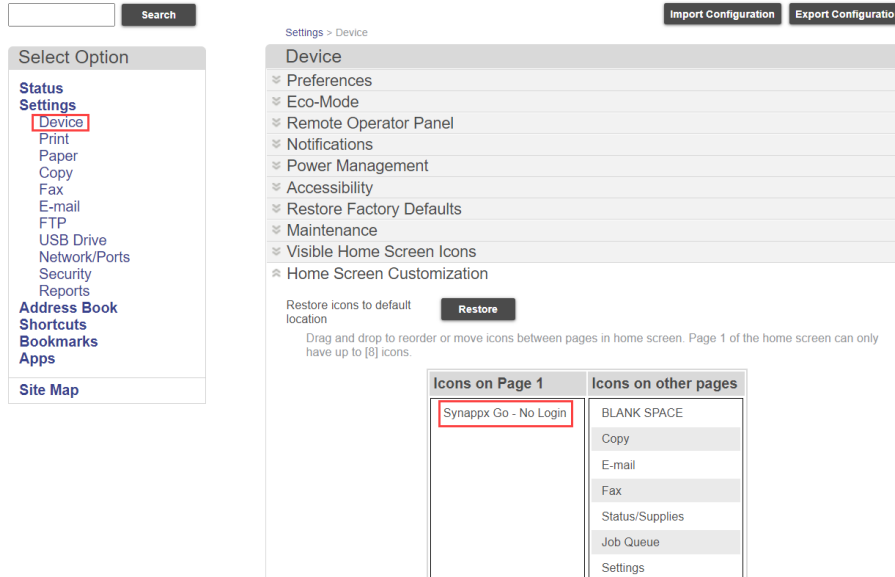 Search
Import Configuration
Export Configuratio
Settings > Device
Select Option
Status
Settings
Device
Print
Paper
Copy
Fax
E-mail
FTP
USB Drive
Network/Ports
Security
Reports
Address Book
Shortcuts
Bookmarks
Apps
Site Map
Device
Preferences
Eco-Mode
Remote Operator Panel
Notifications
Power Management
Accessibility
Restore Factory Defaults
Maintenance
Visible Home Screen Icons
Home Screen Customization
Restore icons to default
location
Restore
Drag and drop to reorder or move icons between pages in home screen. Page 1 of the home screen can only
have up to [8] icons.
Icons on Page 1
Synappx Go - No Login
Icons on other pages
BLANK SPACE
Copy
E-mail
Fax
Status/Supplies
Job Queue
Settings